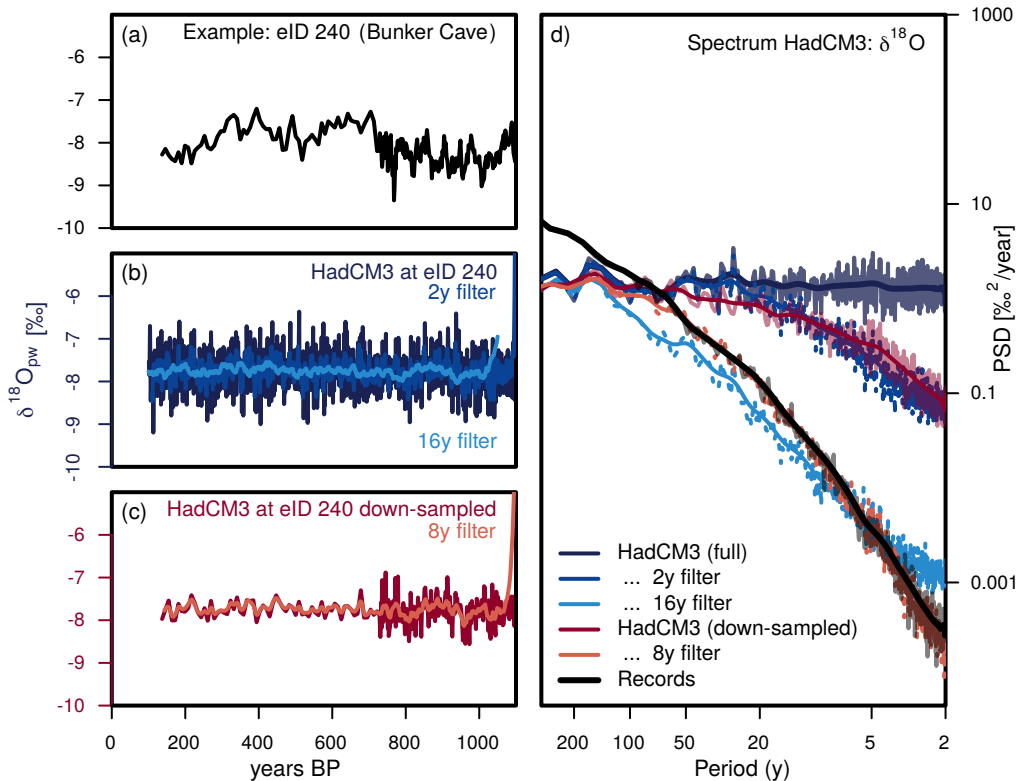 (a) Example: eID 240 (Bunker Cave)
-6
-7
-8
-9
-10
(b) HadCM3 at eID 240
2y filter
16y filter
-6
-7
-8
-9
-10
δ18Opw [‰]
(c) HadCM3 at eID 240 down-sampled
8y filter
-6
-7
-8
-9
-10
0 200 400 600 800 1000
years BP
d) Spectrum HadCM3: δ18O
1000
10
0.1
0.001
PSD [‰2/year]
HadCM3 (full)
... 2y filter
... 16y filter
HadCM3 (down-sampled)
... 8y filter
Records
200 100 50 20 5 2
Period (y)